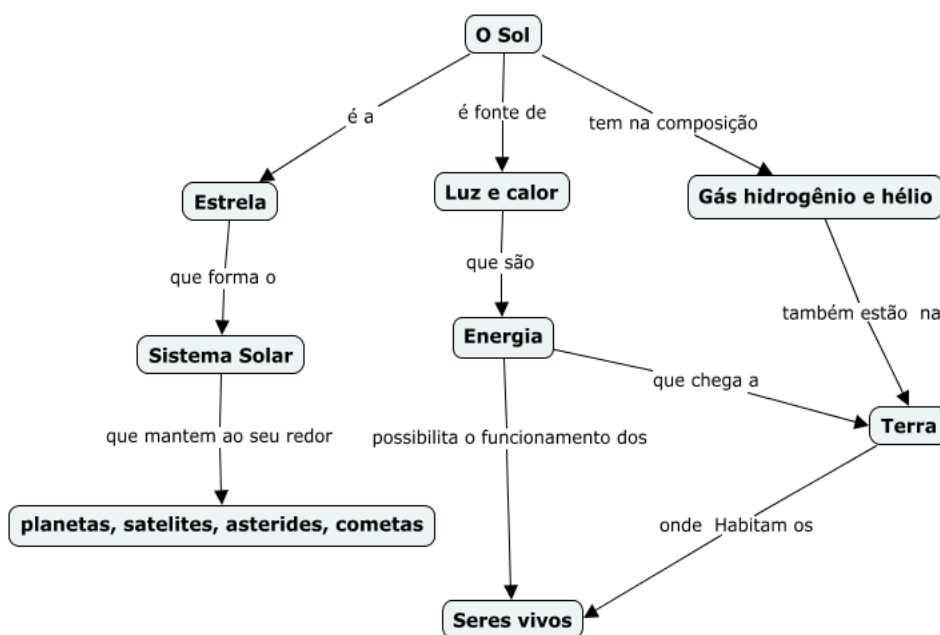 O Sol
é a
é fonte de
tem na composição
Estrela
Luz e calor
Gás hidrogênio e hélio
que forma o
que são
também estão  na
Sistema Solar
Energia
que chega a
que mantem ao seu redor
possibilita o funcionamento dos
Terra
planetas, satelites, asterides, cometas
onde  Habitam os
Seres vivos